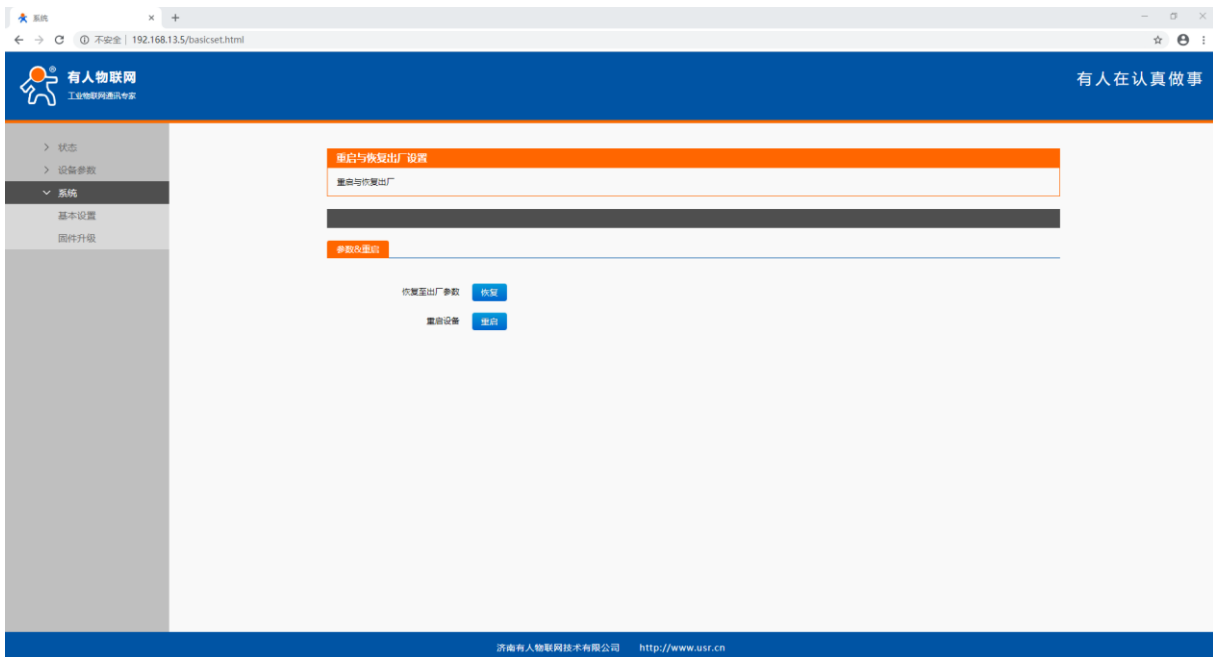 系统
不安全 | 192.168.13.5/basicset.html
有人物联网
工业物联网通讯专家
有人在认真做事
状态
设备参数
系统
基本设置
固件升级
重启与恢复出厂设置
重启与恢复出厂
参数&重启
恢复至出厂参数 恢复
重启设备 重启
济南有人物联网技术有限公司 http://www.usr.cn